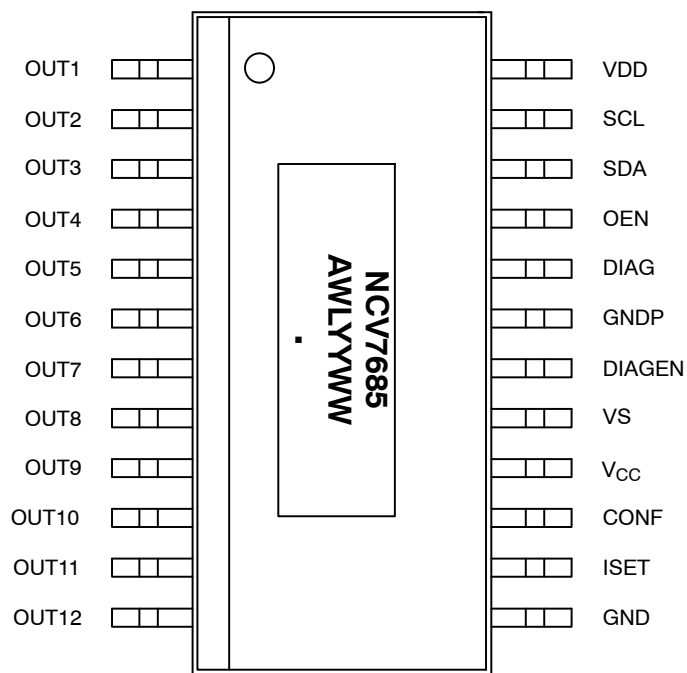 OUT1
OUT2
OUT3
OUT4
OUT5
OUT6
OUT7
OUT8
OUT9
OUT10
OUT11
OUT12
NCV7685
AWLYYWW
VDD
SCL
SDA
OEN
DIAG
GNDP
DIAGEN
VS
VCC
CONF
ISET
GND